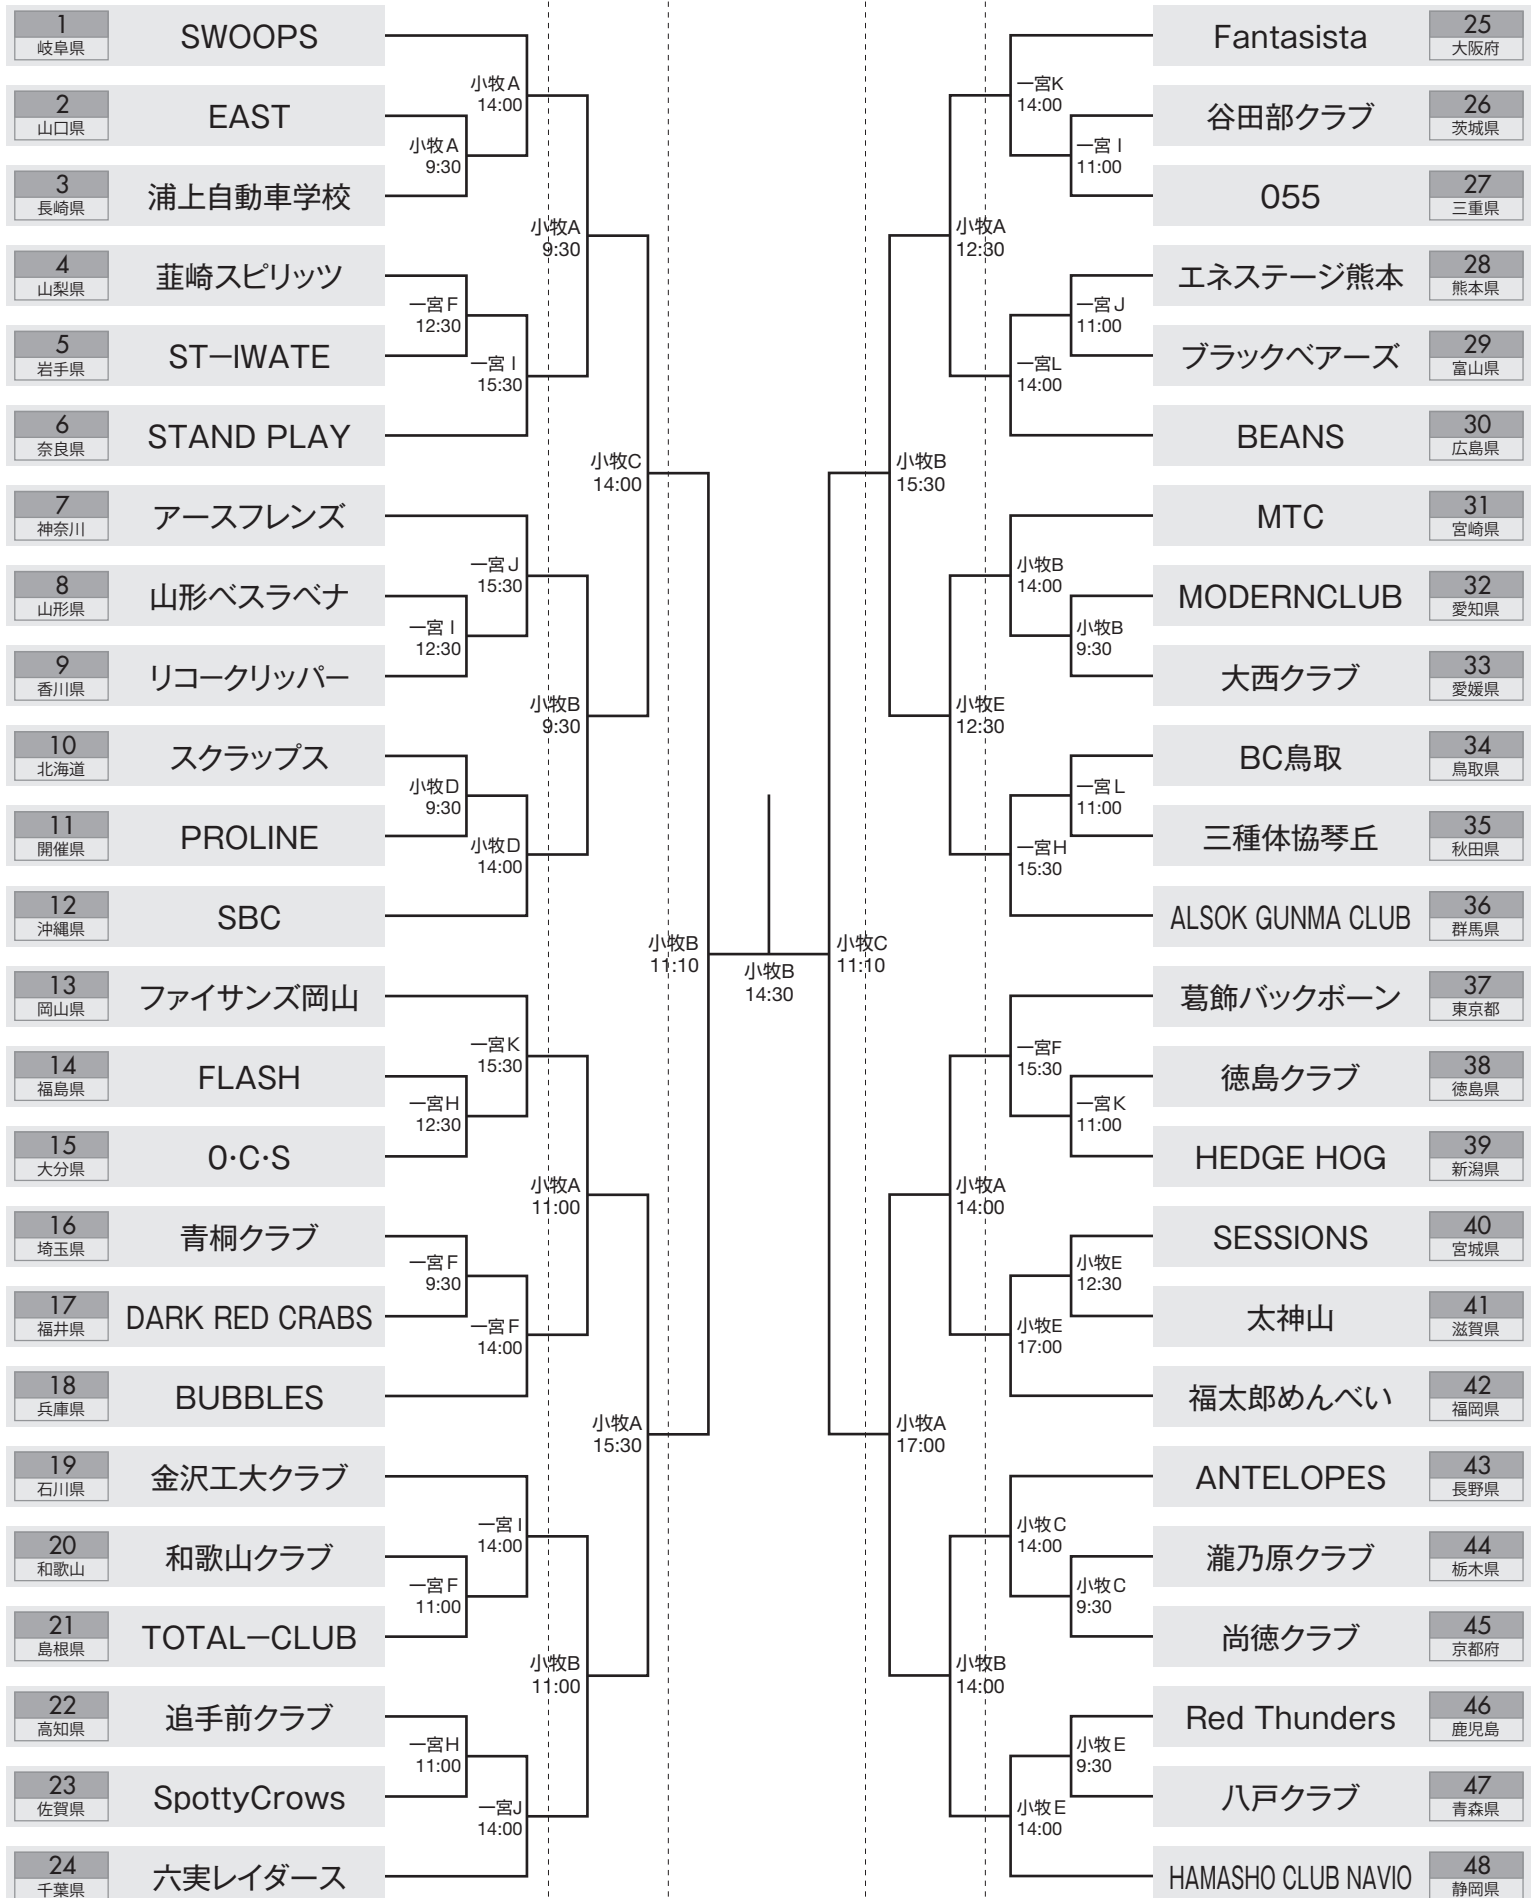 1
岐阜県
SWOOPS
2
山口県
EAST
3
長崎県
浦上自動車学校
4
山梨県
韮崎スピリッツ
5
岩手県
STーIWATE
6
奈良県
STAND PLAY
7
神奈川
アースフレンズ
8
山形県
山形ベスラベナ
9
香川県
リコークリッパー
10
北海道
スクラップス
11
開催県
PROLINE
12
沖縄県
SBC
13
岡山県
ファイサンズ岡山
14
福島県
FLASH
15
大分県
O·C·S
16
埼玉県
青桐クラブ
17
福井県
DARK RED CRABS
18
兵庫県
BUBBLES
19
石川県
金沢工大クラブ
20
和歌山
和歌山クラブ
21
島根県
TOTALーCLUB
22
高知県
追手前クラブ
23
佐賀県
SpottyCrows
24
千葉県
六実レイダース
小牧A
9:30
一宮F
12:30
一宮I
12:30
小牧D
9:30
一宮H
12:30
一宮F
9:30
一宮F
11:00
一宮H
11:00
小牧A
14:00
一宮I
15:30
一宮J
15:30
小牧D
14:00
一宮K
15:30
一宮F
14:00
一宮I
14:00
一宮J
14:00
小牧A
9:30
小牧B
9:30
小牧A
11:00
小牧B
11:00
小牧C
14:00
小牧A
15:30
小牧B
11:10
小牧B
14:30
小牧C
11:10
小牧B
15:30
小牧A
17:00
小牧A
12:30
小牧E
12:30
小牧A
14:00
小牧B
14:00
一宮K
14:00
一宮L
14:00
小牧B
14:00
一宮H
15:30
一宮F
15:30
小牧E
17:00
小牧C
14:00
小牧E
14:00
一宮I
11:00
一宮J
11:00
小牧B
9:30
一宮L
11:00
一宮K
11:00
小牧E
12:30
小牧C
9:30
小牧E
9:30
Fantasista
25
大阪府
谷田部クラブ
26
茨城県
055
27
三重県
エネステージ熊本
28
熊本県
ブラックベアーズ
29
富山県
BEANS
30
広島県
MTC
31
宮崎県
MODERNCLUB
32
愛知県
大西クラブ
33
愛媛県
BC鳥取
34
鳥取県
三種体協琴丘
35
秋田県
ALSOK GUNMA CLUB
36
群馬県
葛飾バックボーン
37
東京都
徳島クラブ
38
徳島県
HEDGE HOG
39
新潟県
SESSIONS
40
宮城県
太神山
41
滋賀県
福太郎めんべい
42
福岡県
ANTELOPES
43
長野県
瀧乃原クラブ
44
栃木県
尚徳クラブ
45
京都府
Red Thunders
46
鹿児島
八戸クラブ
47
青森県
HAMASHO CLUB NAVIO
48
静岡県